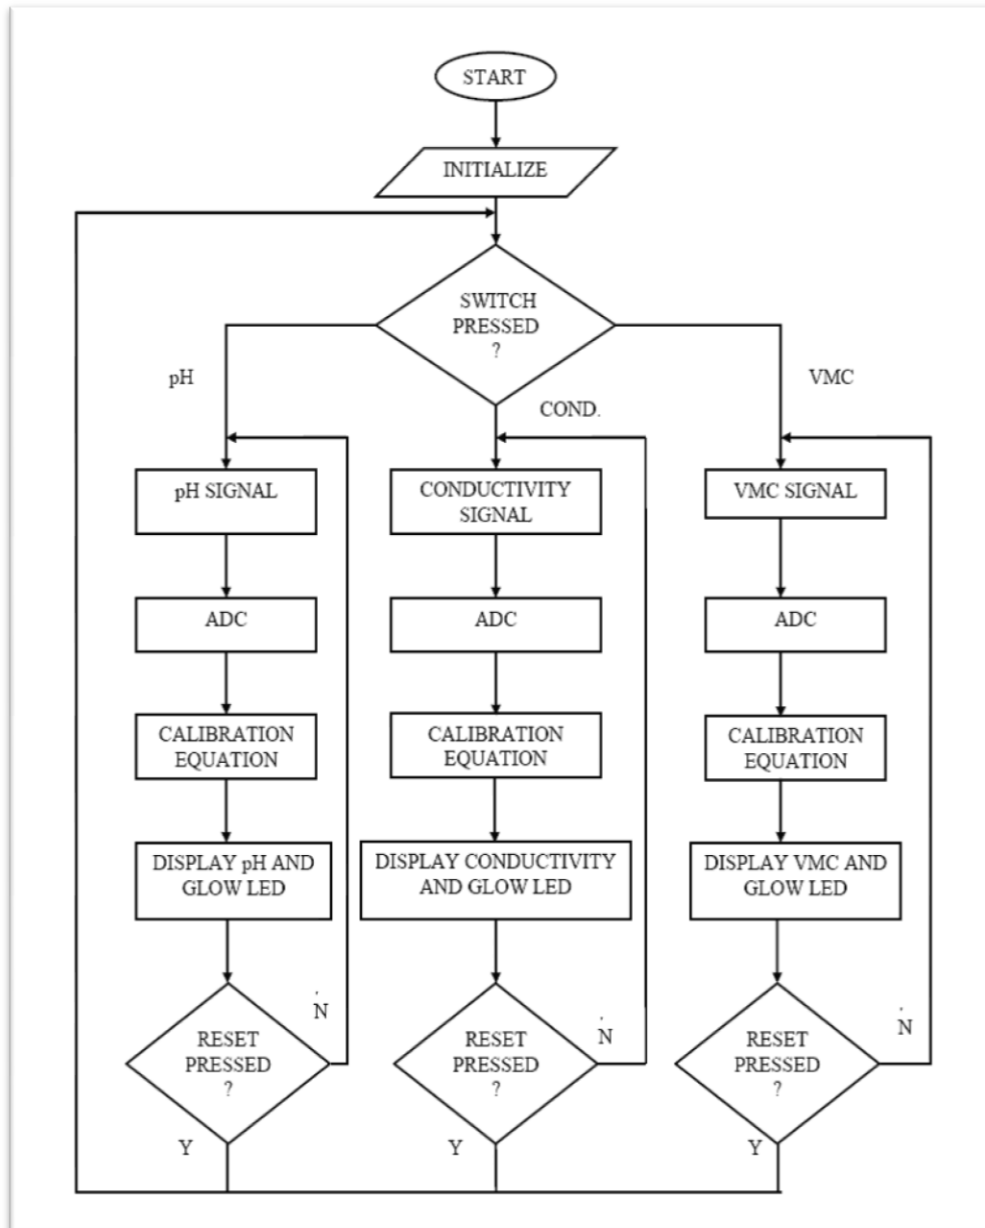 START
INITIALIZE
SWITCH
PRESSED
?
pH
COND.
VMC
pH SIGNAL
CONDUCTIVITY
SIGNAL
VMC SIGNAL
ADC
ADC
ADC
CALIBRATION
EQUATION
CALIBRATION
EQUATION
CALIBRATION
EQUATION
DISPLAY pH AND
GLOW LED
DISPLAY CONDUCTIVITY
AND GLOW LED
DISPLAY VMC AND
GLOW LED
RESET
PRESSED
?
N
RESET
PRESSED
?
N
RESET
PRESSED
?
N
Y
Y
Y